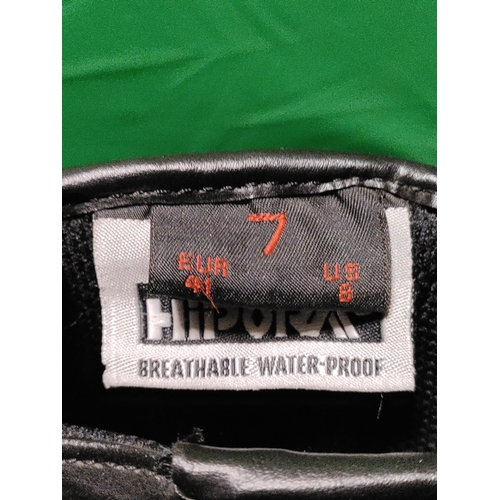 7
EUR US
41 8
HiPORA
BREATHABLE WATER-PROOF